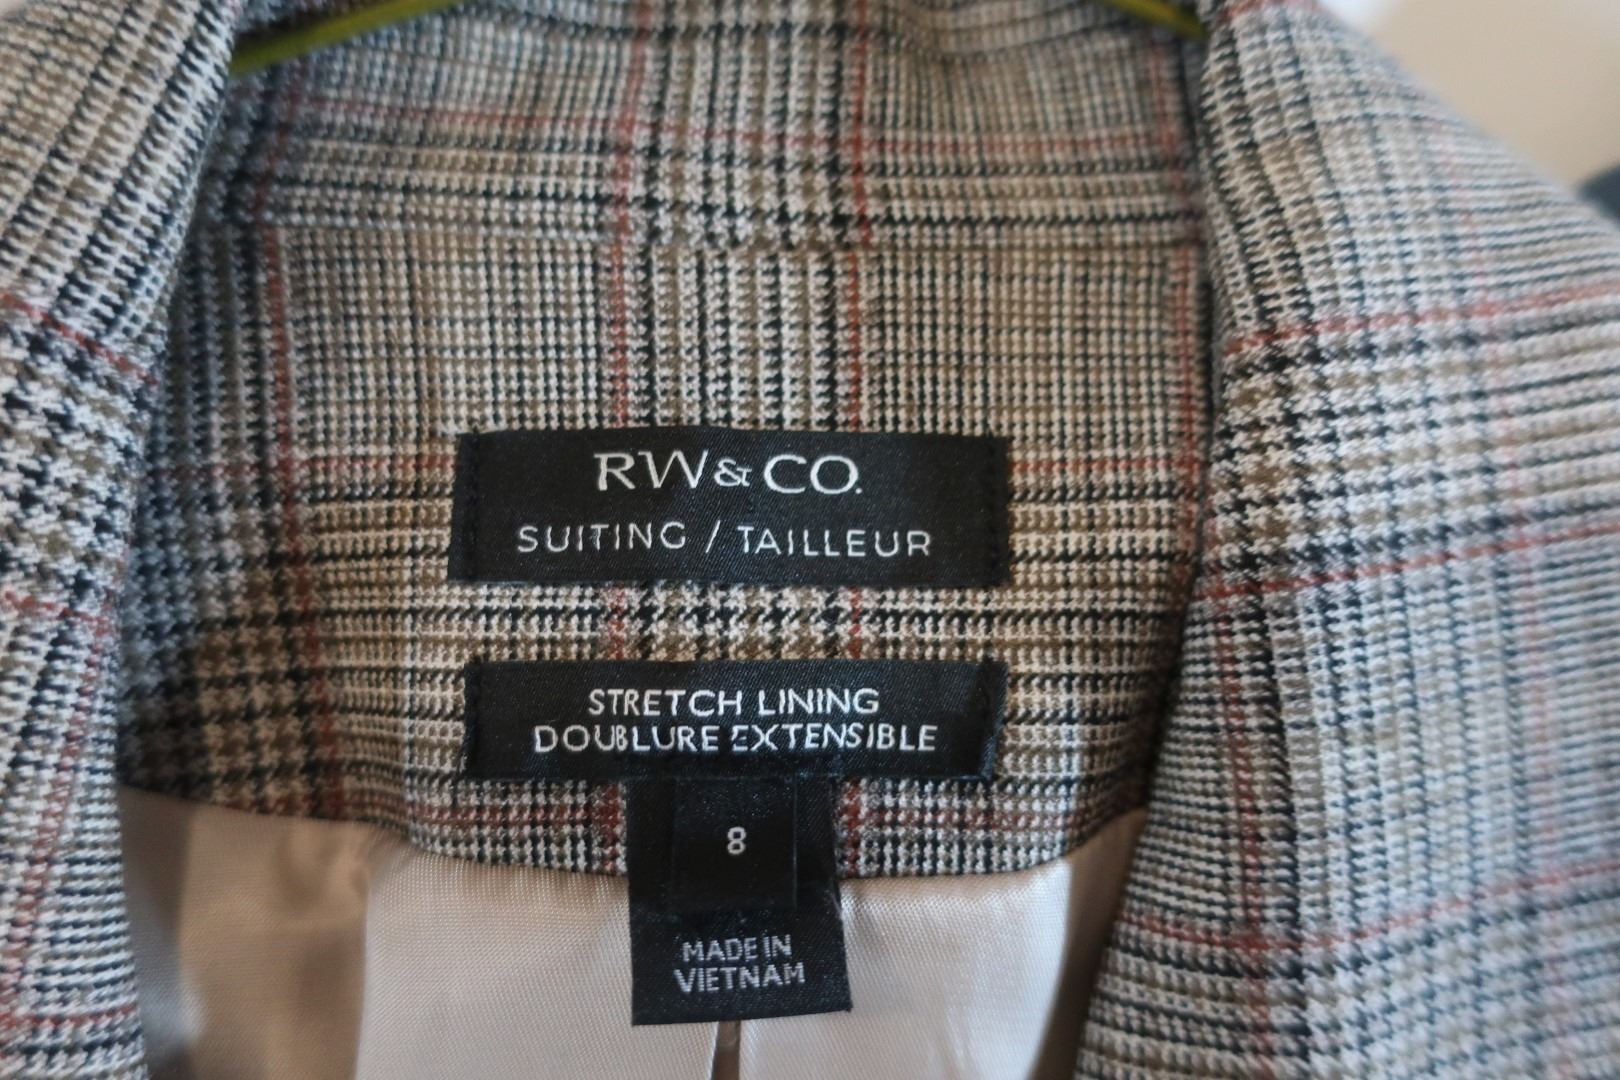 RW&CO.
SUITING / TAILLEUR
STRETCH LINING
DOUBLURE EXTENSIBLE
8
MADE IN
VIETNAM